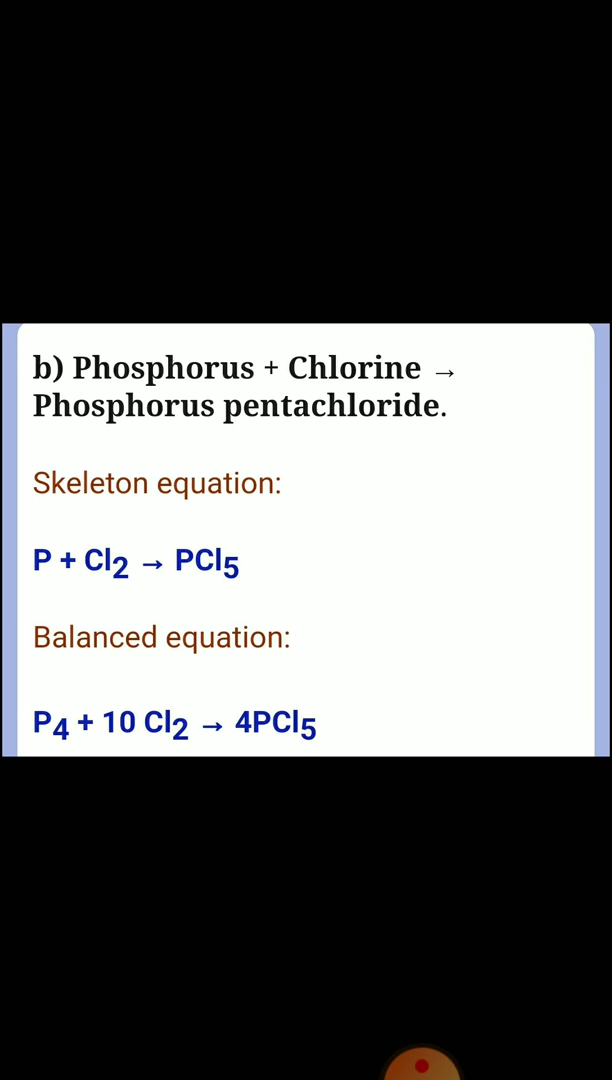 b) Phosphorus + Chlorine →
Phosphorus pentachloride.
Skeleton equation:
P + Cl₂ → PCl₅
Balanced equation:
P₄ + 10 Cl₂ → 4PCl₅